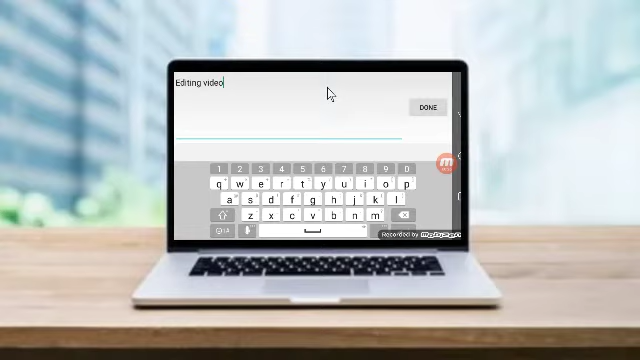 Editing video
DONE
1 2 3 4 5 6 7 8 9 0
q w e r t y u i o p
a s d f g h j k l
z x c v b n m
Recorded by